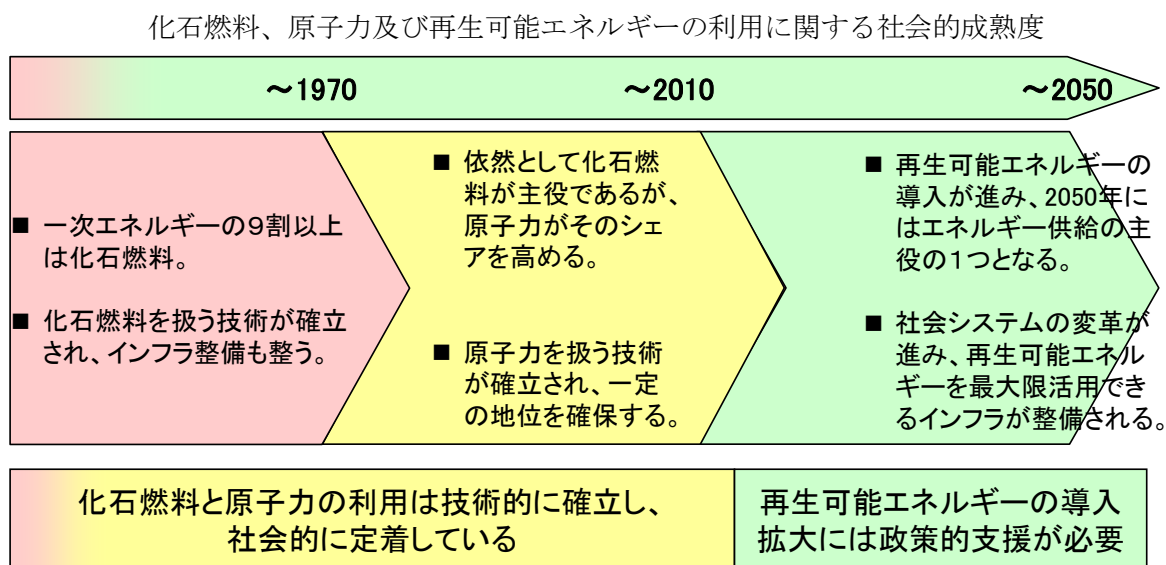 化石燃料、原子力及び再生可能エネルギーの利用に関する社会的成熟度
～1970
～2010
～2050
■ 一次エネルギーの９割以上
は化石燃料。
■ 化石燃料を扱う技術が確立
され、インフラ整備も整う。
■ 依然として化石燃
料が主役であるが、
原子力がそのシェ
アを高める。
■ 原子力を扱う技術
が確立され、一定
の地位を確保する。
■ 再生可能エネルギーの
導入が進み、2050年に
はエネルギー供給の主
役の１つとなる。
■ 社会システムの変革が
進み、再生可能エネル
ギーを最大限活用でき
るインフラが整備される。
化石燃料と原子力の利用は技術的に確立し、
社会的に定着している
再生可能エネルギーの導入
拡大には政策的支援が必要